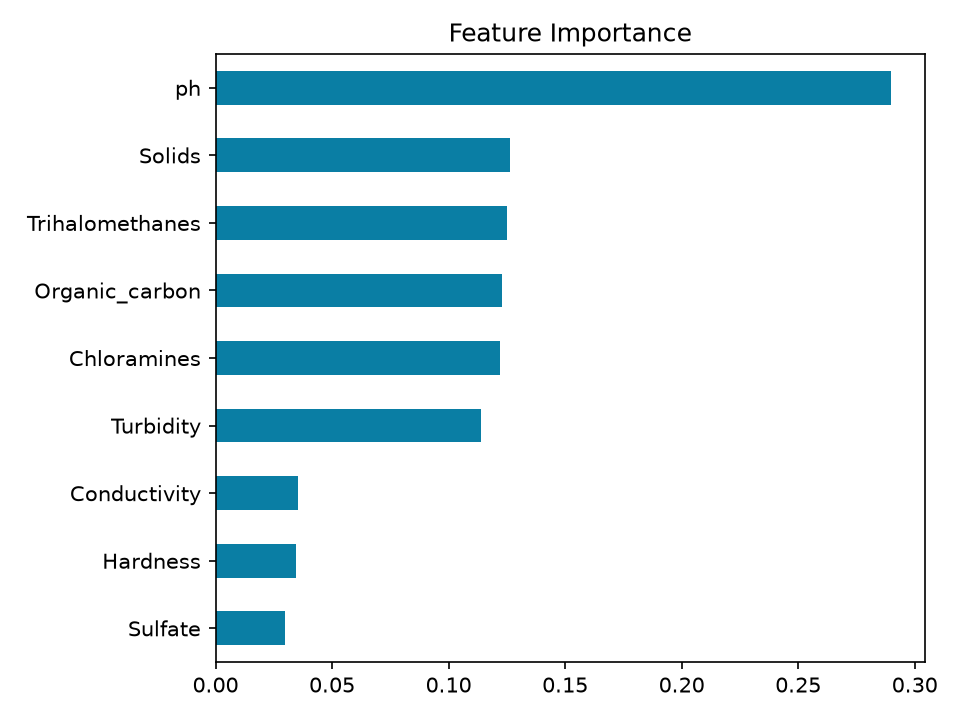 Feature Importance
ph
Solids
Trihalomethanes
Organic_carbon
Chloramines
Turbidity
Conductivity
Hardness
Sulfate
0.00 0.05 0.10 0.15 0.20 0.25 0.30